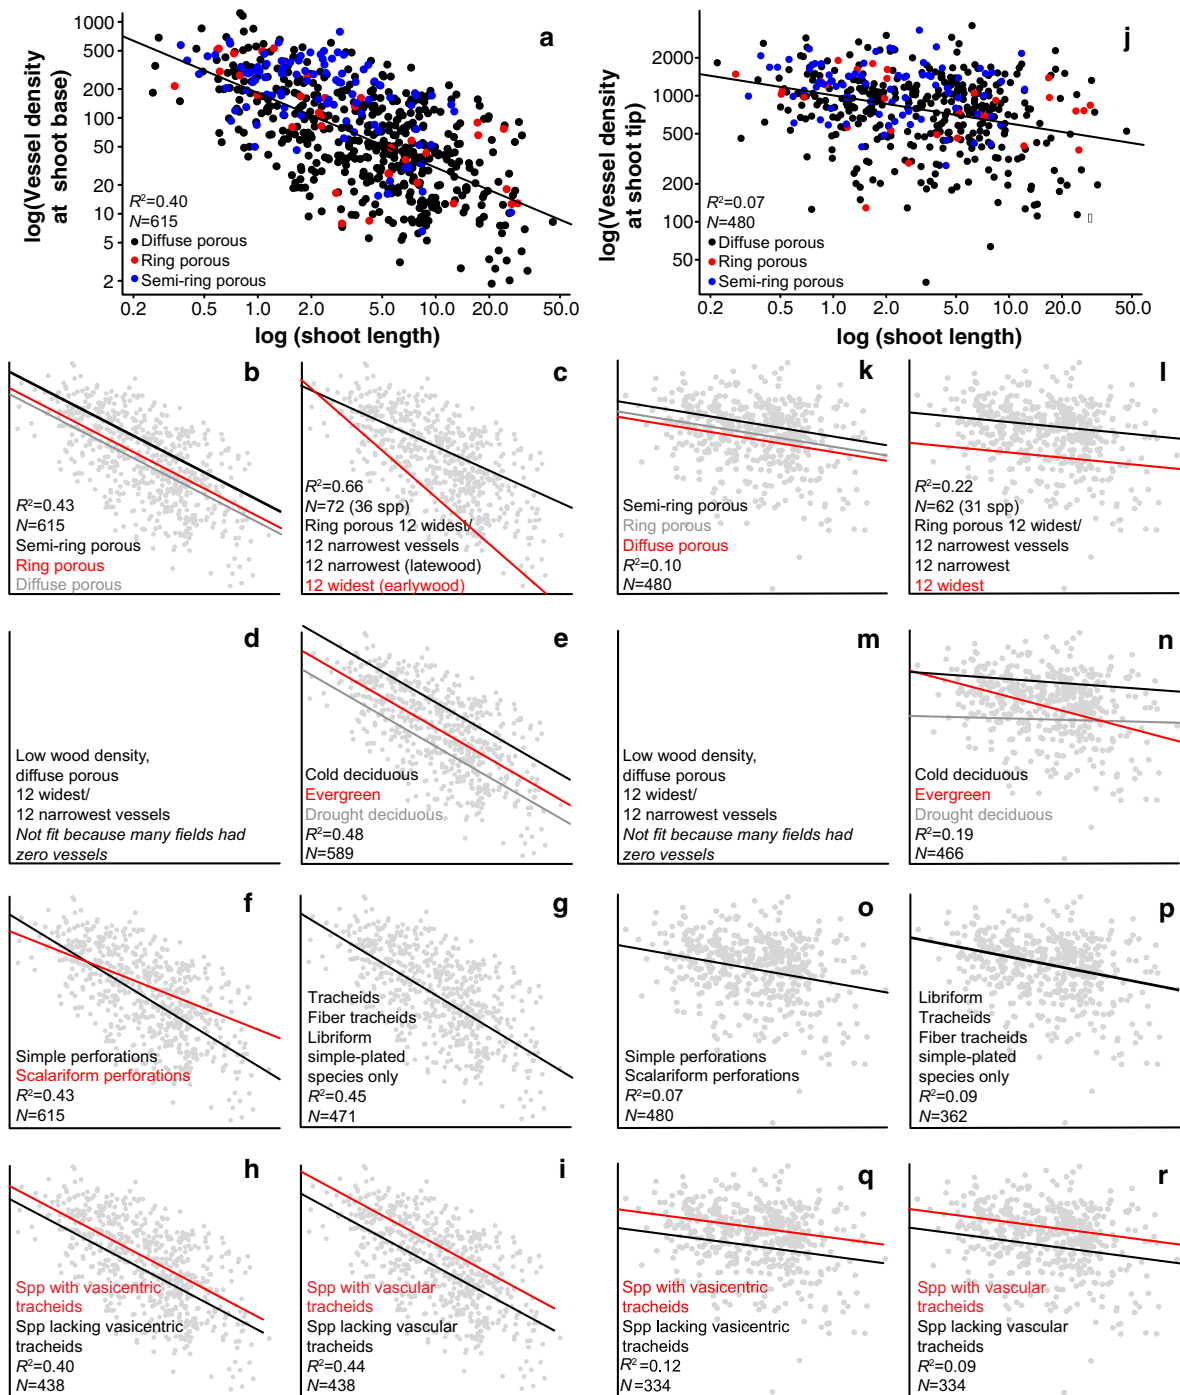 a
log(Vessel density
at shoot base)
1000
500
200
100
50
20
10
5
2
R²=0.40
N=615
Diffuse porous
Ring porous
Semi-ring porous
0.2 0.5 1.0 2.0 5.0 10.0 20.0 50.0
log (shoot length)
j
log(Vessel density
at shoot tip)
2000
1000
500
200
100
50
R²=0.07
N=480
Diffuse porous
Ring porous
Semi-ring porous
0.2 0.5 1.0 2.0 5.0 10.0 20.0 50.0
log (shoot length)
b
R²=0.43
N=615
Semi-ring porous
Ring porous
Diffuse porous
c
R²=0.66
N=72 (36 spp)
Ring porous 12 widest/
12 narrowest vessels
12 narrowest (latewood)
12 widest (earlywood)
k
Semi-ring porous
Ring porous
Diffuse porous
R²=0.10
N=480
l
R²=0.22
N=62 (31 spp)
Ring porous 12 widest/
12 narrowest vessels
12 narrowest
12 widest
d
Low wood density,
diffuse porous
12 widest/
12 narrowest vessels
Not fit because many fields had
zero vessels
e
Cold deciduous
Evergreen
Drought deciduous
R²=0.48
N=589
m
Low wood density,
diffuse porous
12 widest/
12 narrowest vessels
Not fit because many fields had
zero vessels
n
Cold deciduous
Evergreen
Drought deciduous
R²=0.19
N=466
f
Simple perforations
Scalariform perforations
R²=0.43
N=615
g
Tracheids
Fiber tracheids
Libriform
simple-plated
species only
R²=0.45
N=471
o
Simple perforations
Scalariform perforations
R²=0.07
N=480
p
Libriform
Tracheids
Fiber tracheids
simple-plated
species only
R²=0.09
N=362
h
Spp with vasicentric
tracheids
Spp lacking vasicentric
tracheids
R²=0.40
N=438
i
Spp with vascular
tracheids
Spp lacking vascular
tracheids
R²=0.44
N=438
q
Spp with vasicentric
tracheids
Spp lacking vasicentric
tracheids
R²=0.12
N=334
r
Spp with vascular
tracheids
Spp lacking vascular
tracheids
R²=0.09
N=334